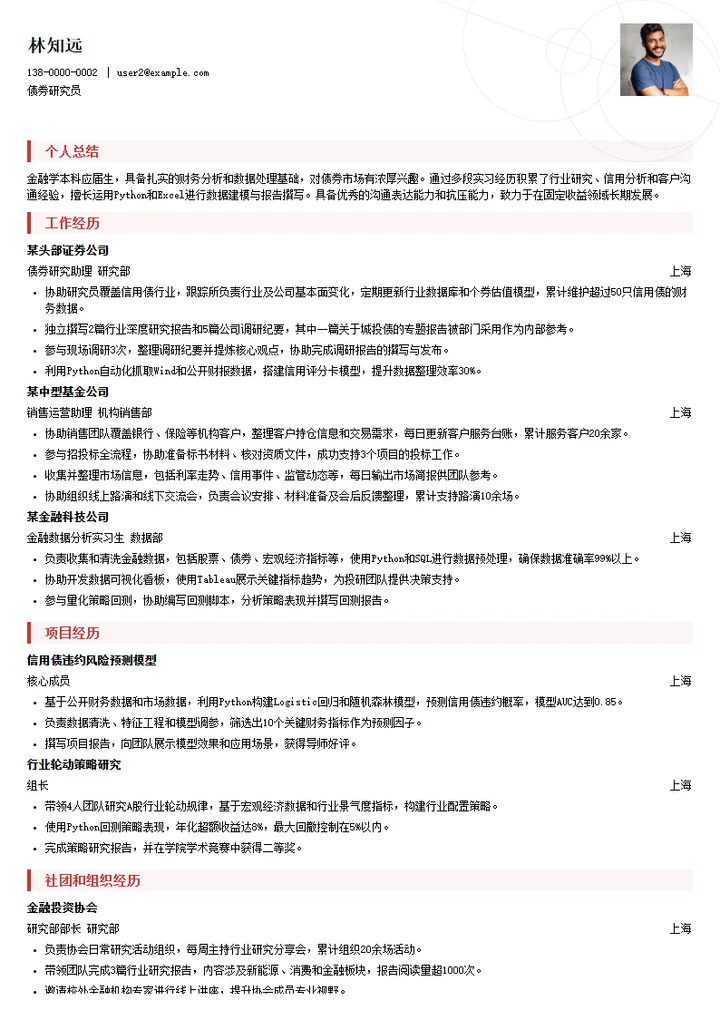 林知远
138-0000-0002 | user2@example.com
债券研究员
个人总结
金融学本科应届生，具备扎实的财务分析和数据处理基础，对债券市场有浓厚兴趣。通过多段实习经历积累了行业研究、信用分析和客户沟
通经验，擅长运用Python和Excel进行数据建模与报告撰写。具备优秀的沟通表达能力和抗压能力，致力于在固定收益领域长期发展。
工作经历
某头部证券公司
债券研究助理 研究部 上海
• 协助研究员覆盖信用债行业，跟踪所负责行业及公司基本面变化，定期更新行业数据库和个券估值模型，累计维护超过50只信用债的财
务数据。
• 独立撰写2篇行业深度研究报告和5篇公司调研纪要，其中一篇关于城投债的专题报告被部门采用作为内部参考。
• 参与现场调研3次，整理调研纪要并提炼核心观点，协助完成调研报告的撰写与发布。
• 利用Python自动化抓取Wind和公开财报数据，搭建信用评分卡模型，提升数据整理效率30%。
某中型基金公司
销售运营助理 机构销售部 上海
• 协助销售团队覆盖银行、保险等机构客户，整理客户持仓信息和交易需求，每日更新客户服务台账，累计服务客户20余家。
• 参与招投标全流程，协助准备标书材料、核对资质文件，成功支持3个项目的投标工作。
• 收集并整理市场信息，包括利率走势、信用事件、监管动态等，每日输出市场简报供团队参考。
• 协助组织线上路演和线下交流会，负责会议安排、材料准备及会后反馈整理，累计支持路演10余场。
某金融科技公司
金融数据分析实习生 数据部 上海
• 负责收集和清洗金融数据，包括股票、债券、宏观经济指标等，使用Python和SQL进行数据预处理，确保数据准确率99%以上。
• 协助开发数据可视化看板，使用Tableau展示关键指标趋势，为投研团队提供决策支持。
• 参与量化策略回测，协助编写回测脚本，分析策略表现并撰写回测报告。
项目经历
信用债违约风险预测模型
核心成员 上海
• 基于公开财务数据和市场数据，利用Python构建Logistic回归和随机森林模型，预测信用债违约概率，模型AUC达到0.85。
• 负责数据清洗、特征工程和模型调参，筛选出10个关键财务指标作为预测因子。
• 撰写项目报告，向团队展示模型效果和应用场景，获得导师好评。
行业轮动策略研究
组长 上海
• 带领4人团队研究A股行业轮动规律，基于宏观经济数据和行业景气度指标，构建行业配置策略。
• 使用Python回测策略表现，年化超额收益达8%，最大回撤控制在5%以内。
• 完成策略研究报告，并在学院学术竞赛中获得二等奖。
社团和组织经历
金融投资协会
研究部部长 研究部 上海
• 负责协会日常研究活动组织，每周主持行业研究分享会，累计组织20余场活动。
• 带领团队完成3篇行业研究报告，内容涉及新能源、消费和金融板块，报告阅读量超1000次。
• 邀请校外金融机构专家进行线上讲座，提升协会成员专业视野。